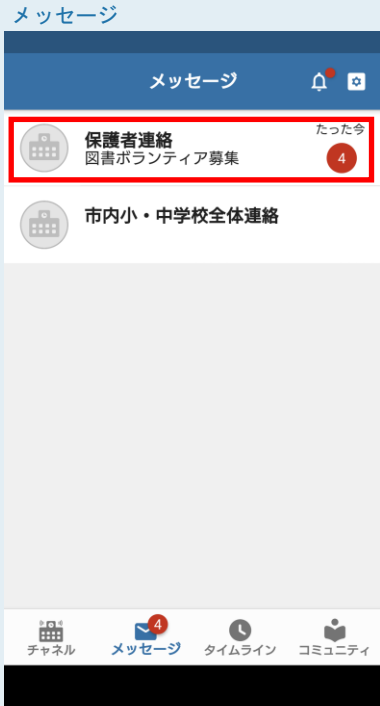 メッセージ
メッセージ
保護者連絡
たった今
図書ボランティア募集
4
市内小・中学校全体連絡
4
チャネル
メッセージ
タイムライン
コミュニティ